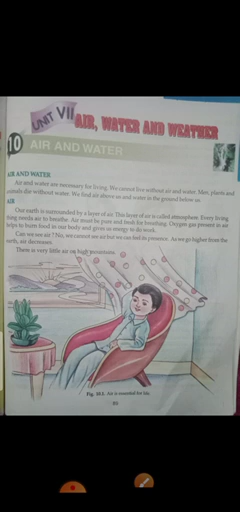 UNIT VII
AIR, WATER AND WEATHER
10 AIR AND WATER
AIR AND WATER
Air and water are necessary for living. We cannot live without air and water. Men, plants and
animals die without water. We find air above us and water in the ground below us.
AIR
Our earth is surrounded by a layer of air. This layer of air is called atmosphere. Every living
thing needs air to breathe. Air must be pure and fresh for breathing. Oxygen gas present in air
helps to burn food in our body and gives us energy to do work.
Can we see air? No, we cannot see air but we can feel its presence. As we go higher from the
earth, air decreases.
There is very little air on high mountains.
Fig. 10.1. Air is essential for life.